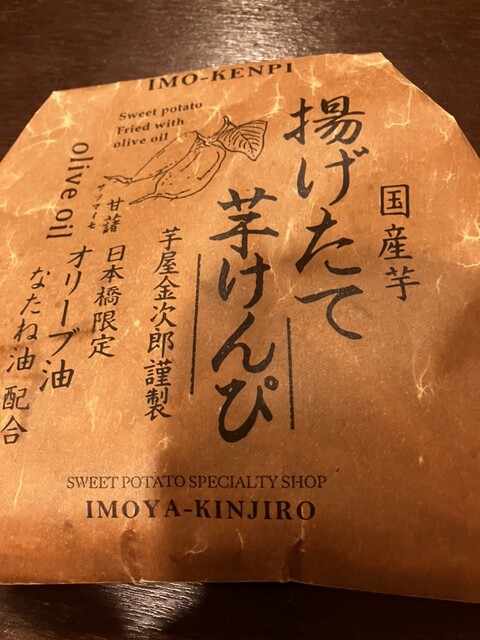 IMO-KENPI
Sweet potato
Fried with
olive oil
国産芋
揚げたて
芋けんぴ
芋屋金次郎謹製
甘藷
サツマイモ
日本橋限定
オリーブ油
なたね油配合
olive oil
SWEET POTATO SPECIALTY SHOP
IMOYA-KINJIRO